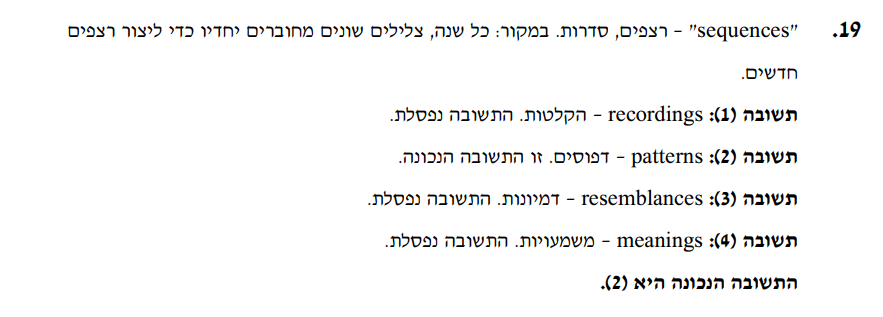 19. "sequences" – רצפים, סדרות. במקור: כל שנה, צלילים שונים מחוברים יחדיו כדי ליצור רצפים
חדשים.
תשובה (1): recordings – הקלטות. התשובה נפסלת.
תשובה (2): patterns – דפוסים. זו התשובה הנכונה.
תשובה (3): resemblances – דמיונות. התשובה נפסלת.
תשובה (4): meanings – משמעויות. התשובה נפסלת.
התשובה הנכונה היא (2).